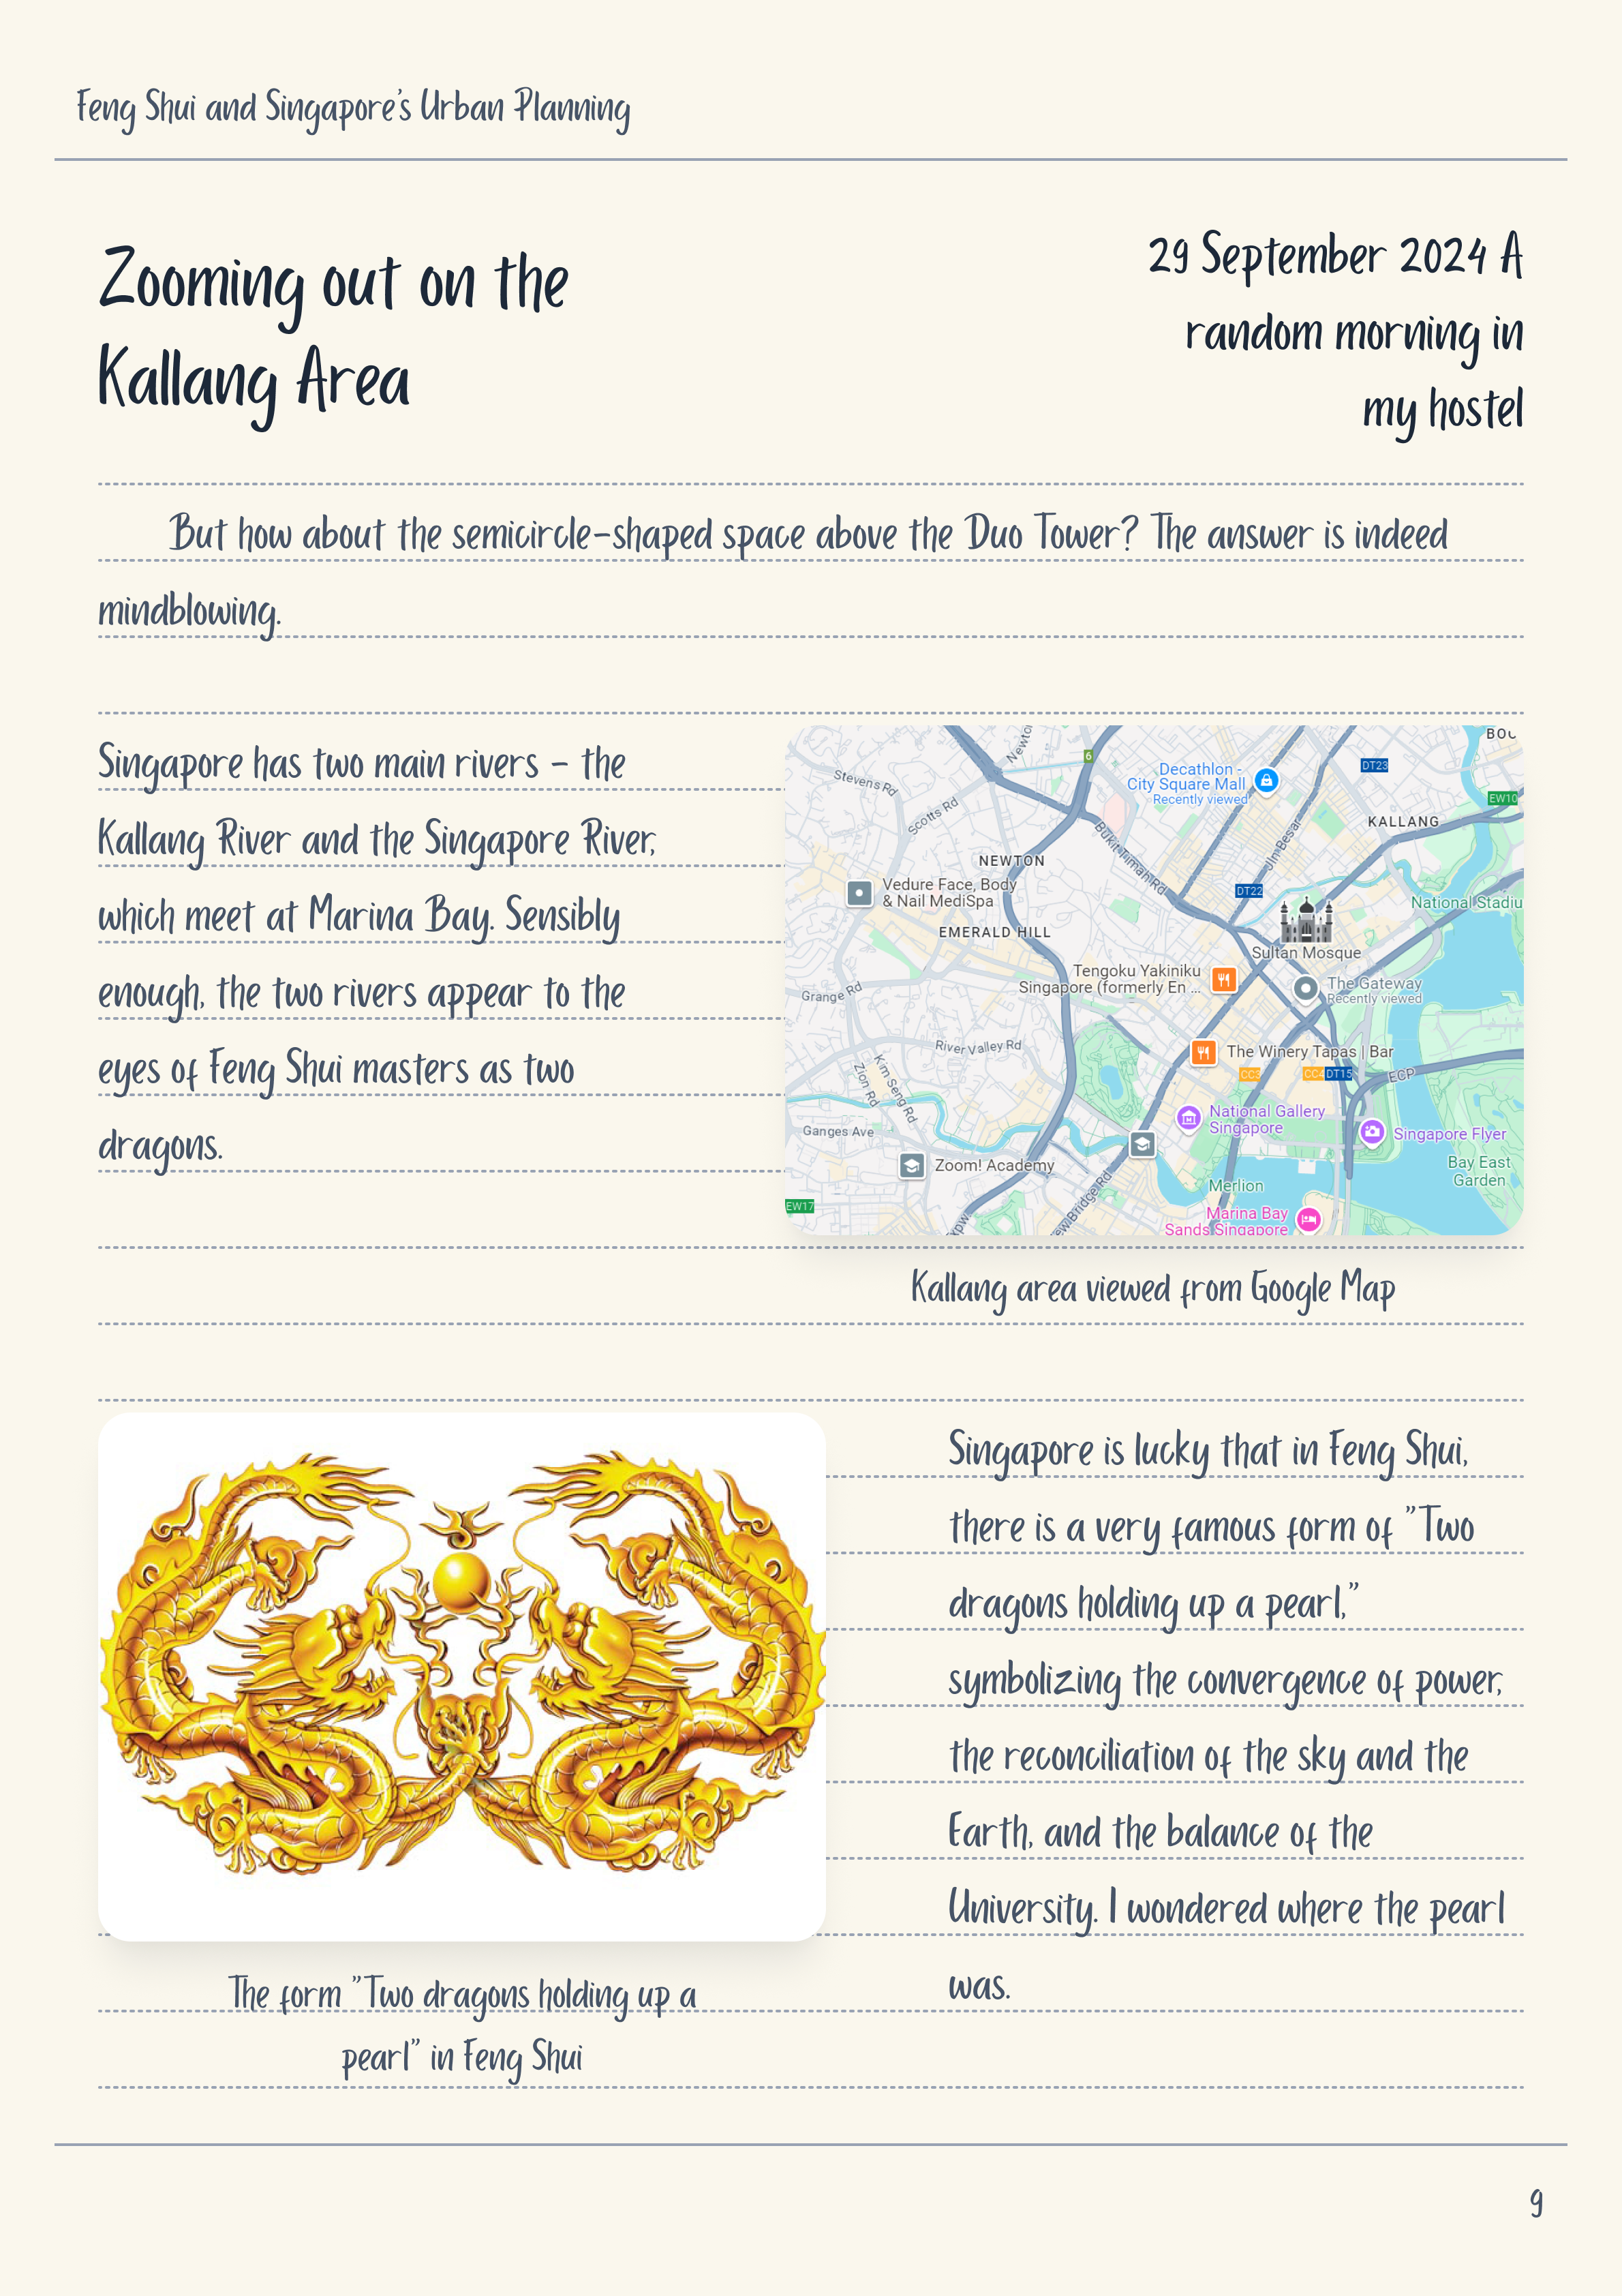 Feng Shui and Singapore's Urban Planning
Zooming out on the
Kallang Area
29 September 2024 A
random morning in
my hostel
But how about the semicircle-shaped space above the Duo Tower? The answer is indeed
mindblowing.
Singapore has two main rivers - the
Kallang River and the Singapore River,
which meet at Marina Bay. Sensibly
enough, the two rivers appear to the
eyes of Feng Shui masters as two
dragons.
Newton
BOU
6
DT23
Decathlon -
City Square Mall
Recently viewed
Stevens Rd
EW10
Scotts Rd
KALLANG
Bukit Timah Rd
Jln Besar
NEWTON
Vedure Face, Body
& Nail MediSpa
DT22
National Stadiu
EMERALD HILL
Sultan Mosque
Tengoku Yakiniku
Singapore (formerly En ...
The Gateway
Recently viewed
Grange Rd
River Valley Rd
The Winery Tapas | Bar
Zion Rd
Kim Seng Rd
CC3
CC4
DT15
ECP
National Gallery
Singapore
Ganges Ave
Singapore Flyer
Zoom! Academy
Bay East
Garden
Merlion
EW17
ew Bridge Rd
xpw
Marina Bay
Sands Singapore
Kallang area viewed from Google Map
Singapore is lucky that in Feng Shui,
there is a very famous form of "Two
dragons holding up a pearl,"
symbolizing the convergence of power,
the reconciliation of the sky and the
Earth, and the balance of the
University. I wondered where the pearl
was.
The form "Two dragons holding up a
pearl" in Feng Shui
9